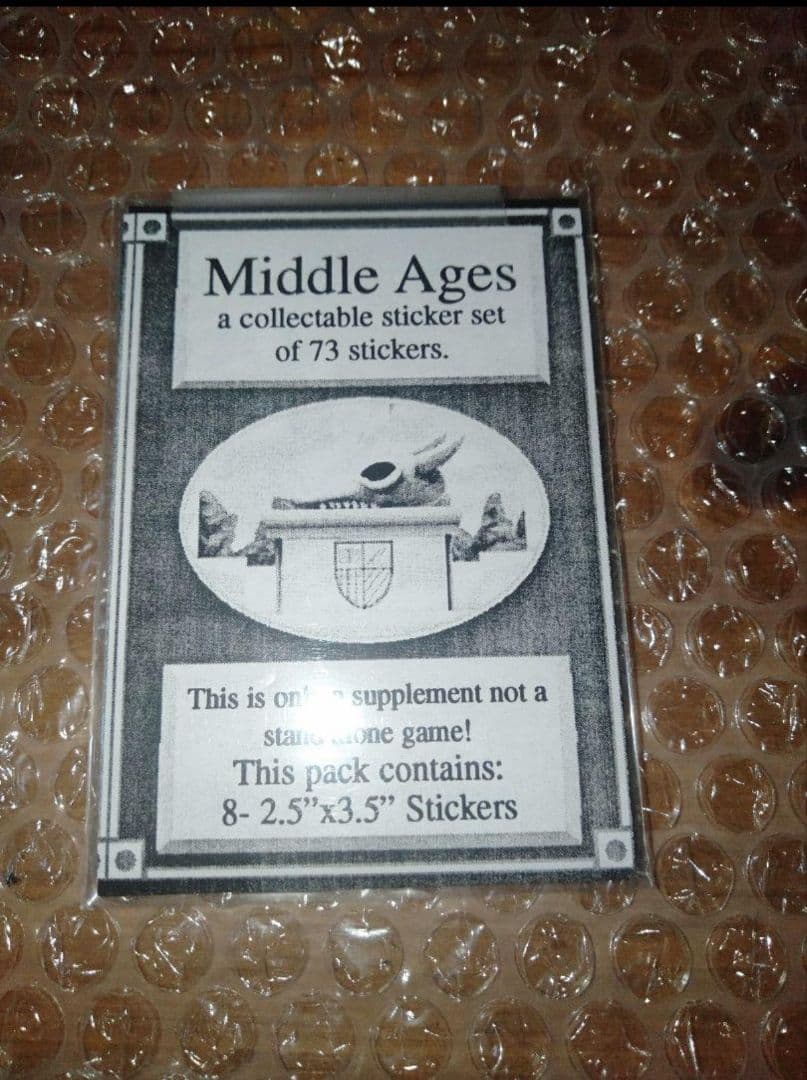 Middle Ages
a collectable sticker set
of 73 stickers.
This is supplement not a
game!
This pack contains:
8- 2.5”x3.5” Stickers